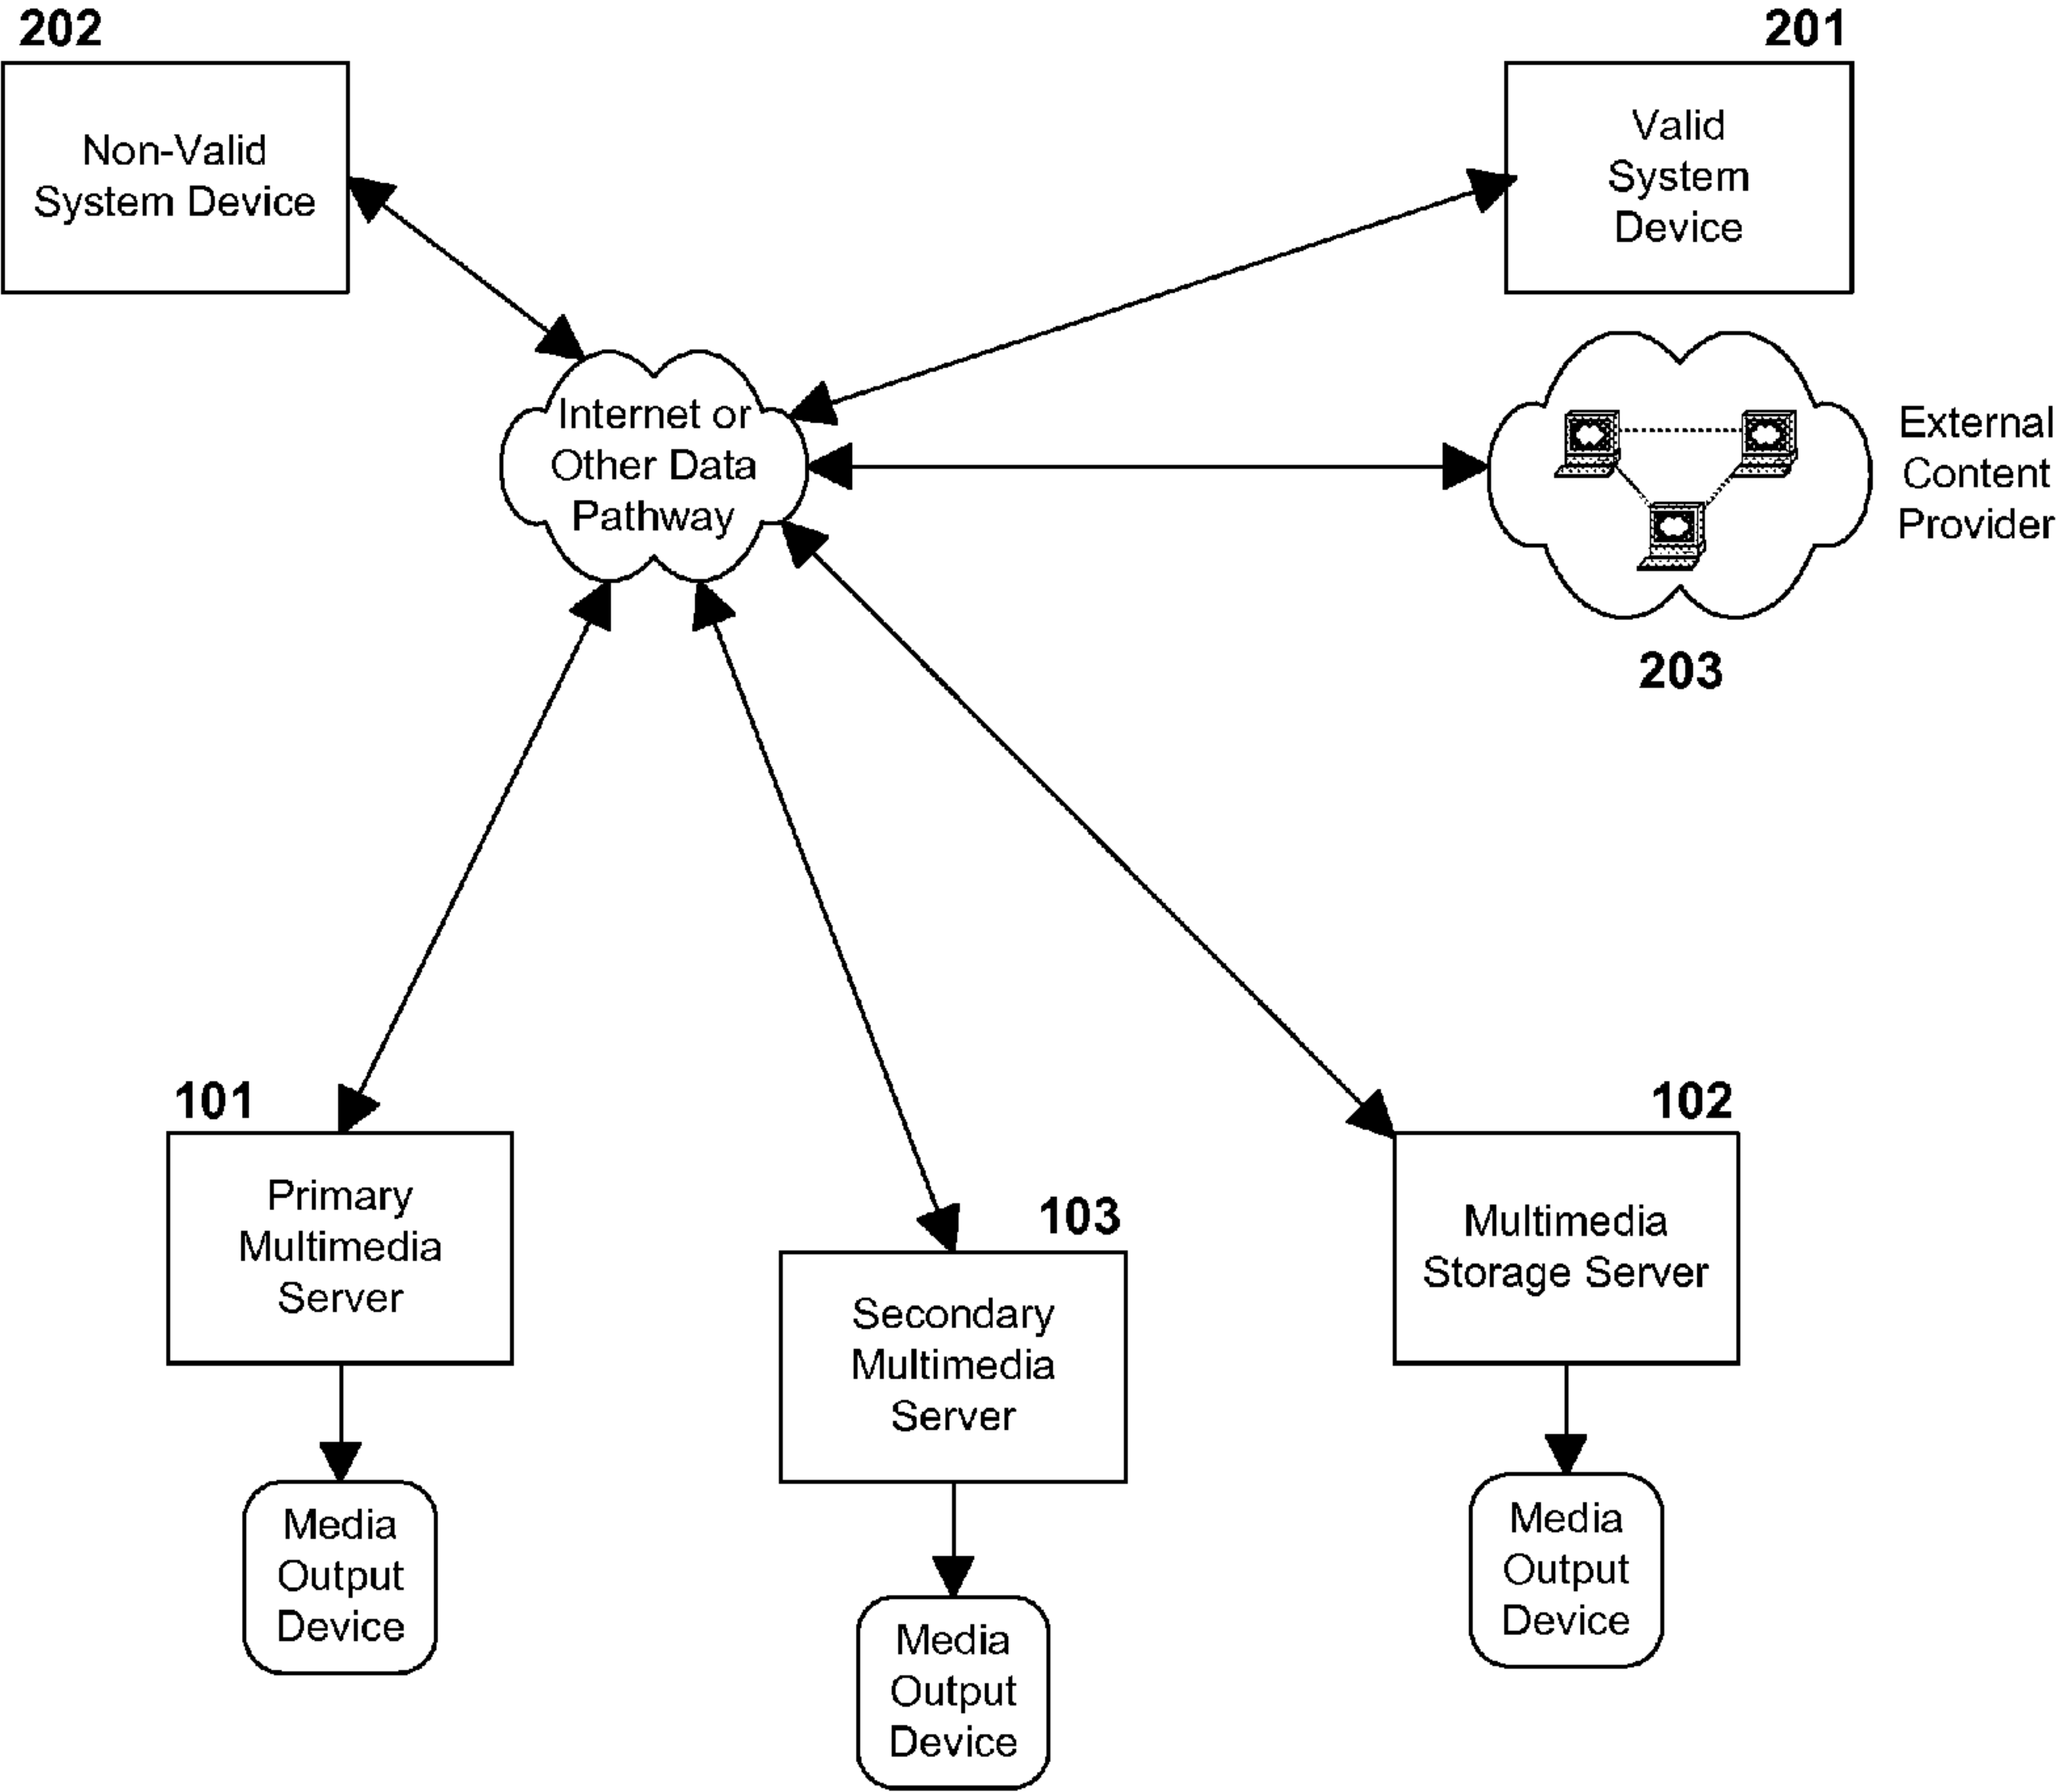 202
Non-Valid
System Device
201
Valid
System
Device
Internet or
Other Data
Pathway
External
Content
Provider
203
101
Primary
Multimedia
Server
103
Secondary
Multimedia
Server
102
Multimedia
Storage Server
Media
Output
Device
Media
Output
Device
Media
Output
Device